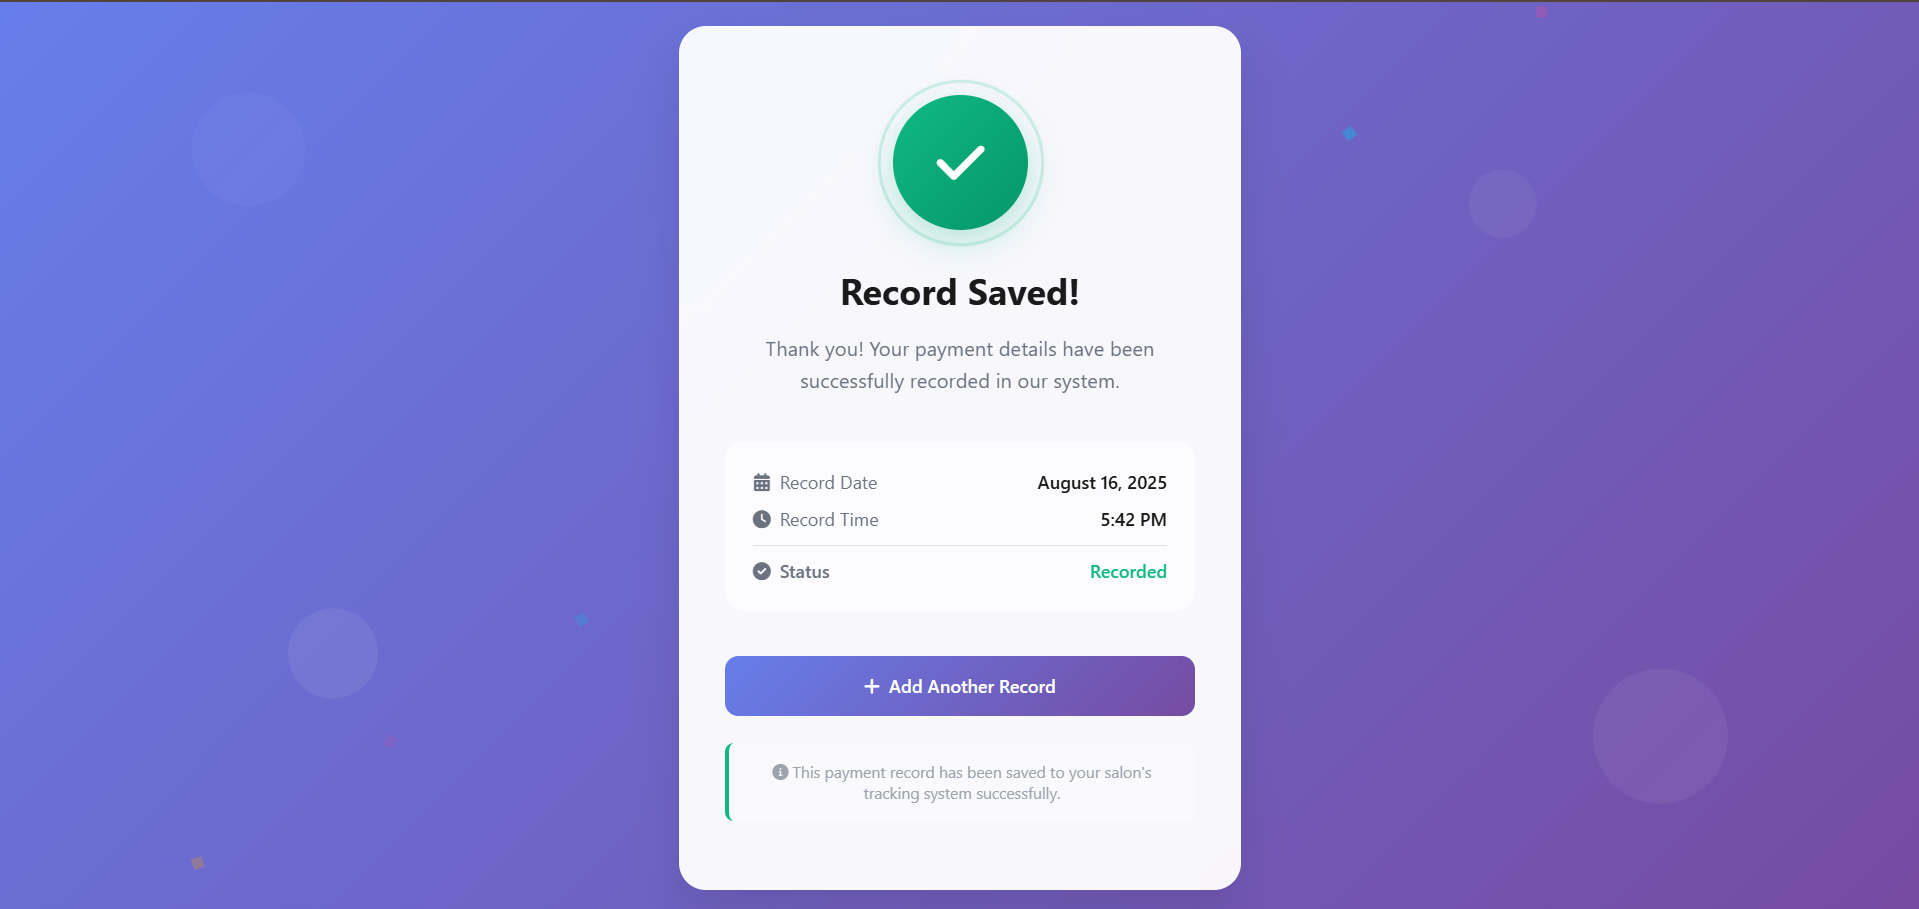 Record Saved!
Thank you! Your payment details have been
successfully recorded in our system.
Record Date August 16, 2025
Record Time 5:42 PM
Status Recorded
Add Another Record
This payment record has been saved to your salon's
tracking system successfully.